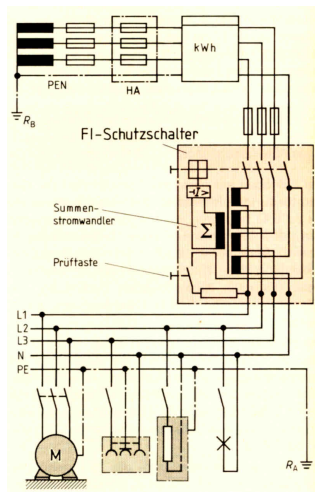 kWh
PEN
HA
R_B
FI-Schutzschalter
I>
Summen-
stromwandler
Σ
Prüftaste
L1
L2
L3
N
PE
M
R_A